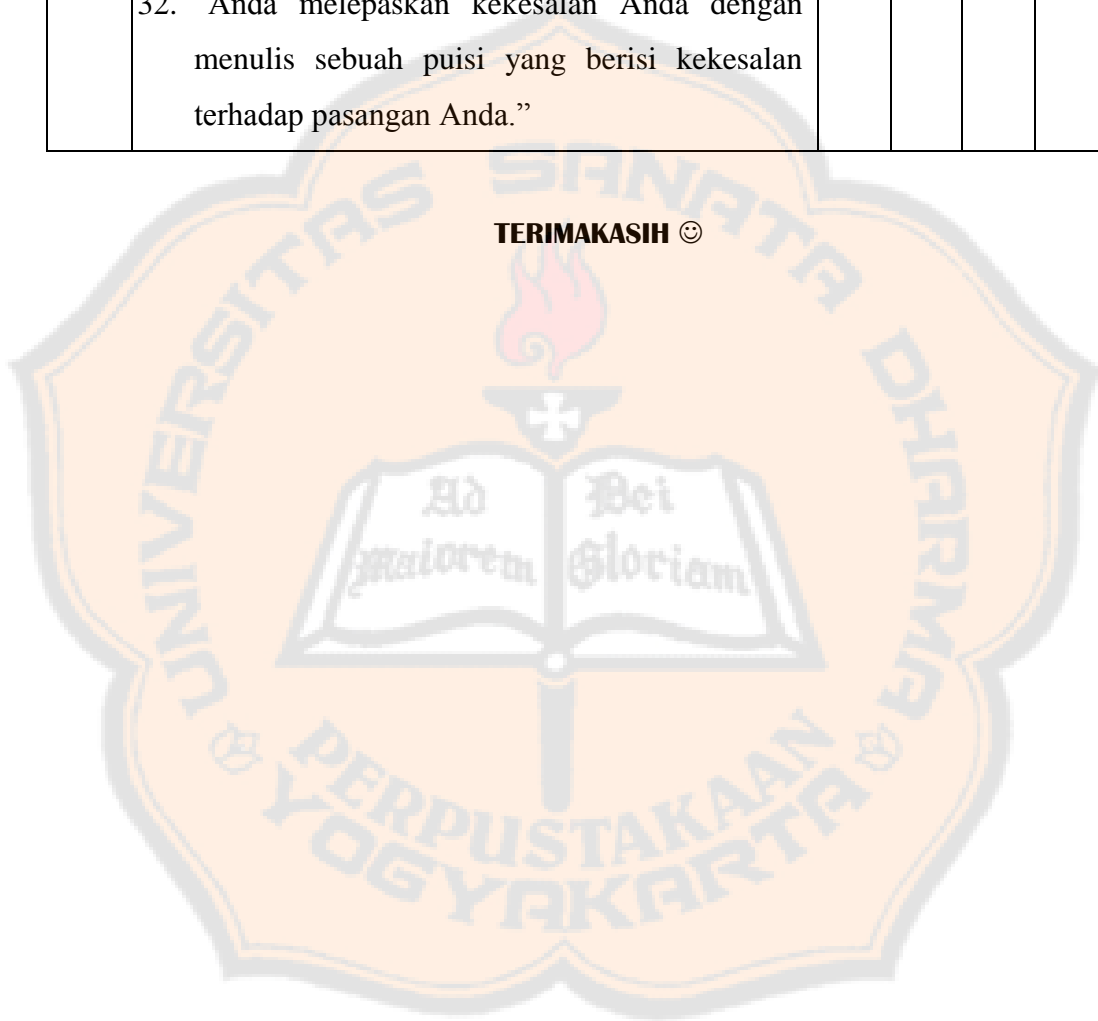 32. “Anda melepaskan kekesalan Anda dengan
menulis sebuah puisi yang berisi kekesalan
terhadap pasangan Anda.”
TERIMAKASIH ☺
UNIVERSITAS SANATA DHARMA
Ad Dei
Maiorem Gloriam
PERPUSTAKAAN
YOGYAKARTA